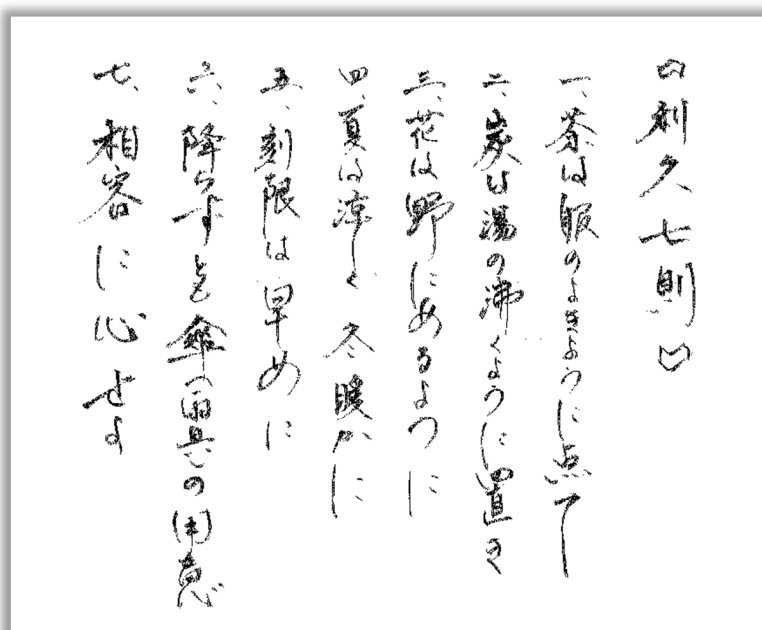 ♡利久七則♡
一、茶は服のよきように点て
二、炭は湯の沸くように置き
三、花は野にあるように
四、夏は涼しく冬暖かに
五、刻限は早めに
六、降らずとも傘の用意
七、相客に心せよ